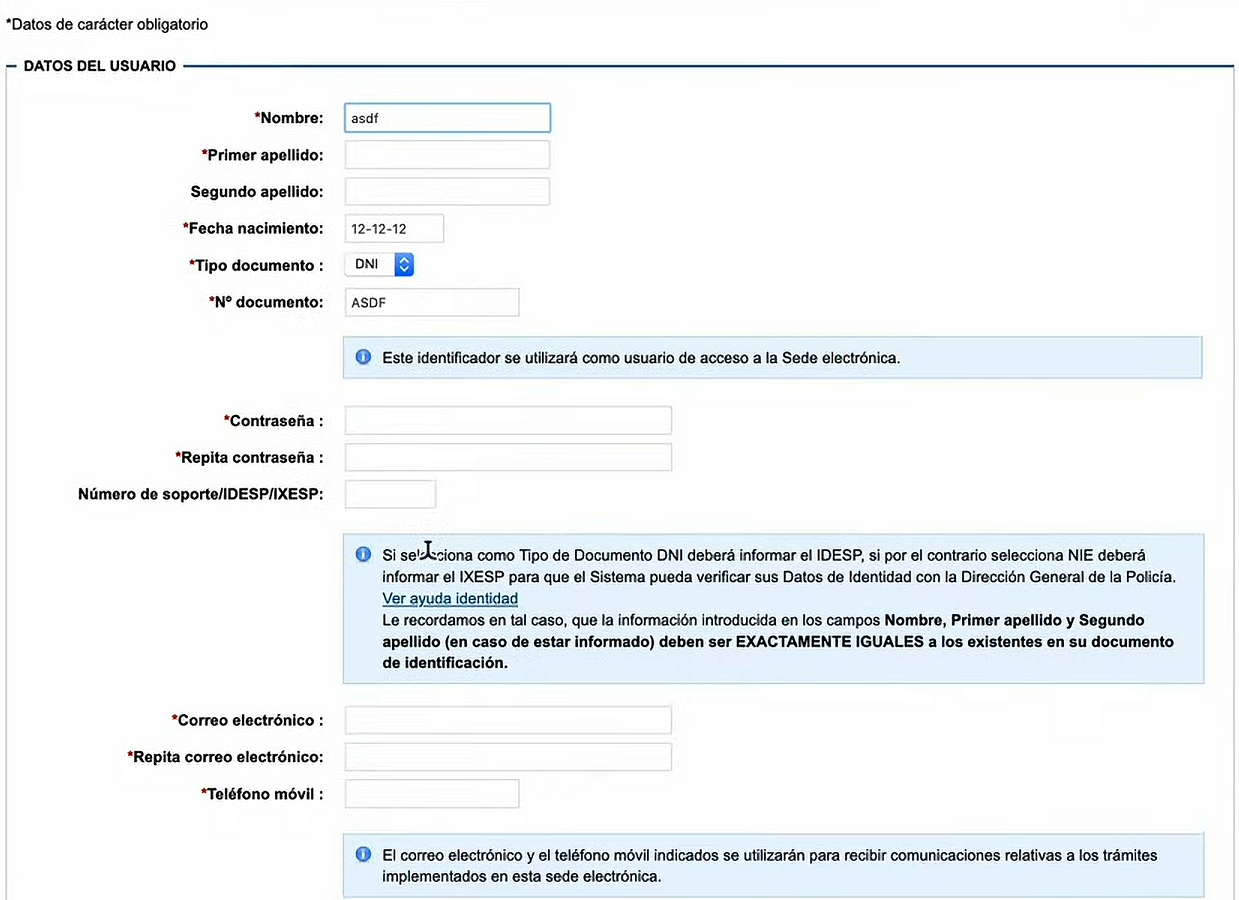 *Datos de carácter obligatorio
DATOS DEL USUARIO
*Nombre: asdf
*Primer apellido:
Segundo apellido:
*Fecha nacimiento: 12-12-12
*Tipo documento : DNI
*Nº documento: ASDF
Este identificador se utilizará como usuario de acceso a la Sede electrónica.
*Contraseña :
*Repita contraseña :
Número de soporte/IDESP/IXESP:
Si selecciona como Tipo de Documento DNI deberá informar el IDESP, si por el contrario selecciona NIE deberá
informar el IXESP para que el Sistema pueda verificar sus Datos de Identidad con la Dirección General de la Policía.
Ver ayuda identidad
Le recordamos en tal caso, que la información introducida en los campos Nombre, Primer apellido y Segundo
apellido (en caso de estar informado) deben ser EXACTAMENTE IGUALES a los existentes en su documento
de identificación.
*Correo electrónico :
*Repita correo electrónico:
*Teléfono móvil :
El correo electrónico y el teléfono móvil indicados se utilizarán para recibir comunicaciones relativas a los trámites
implementados en esta sede electrónica.